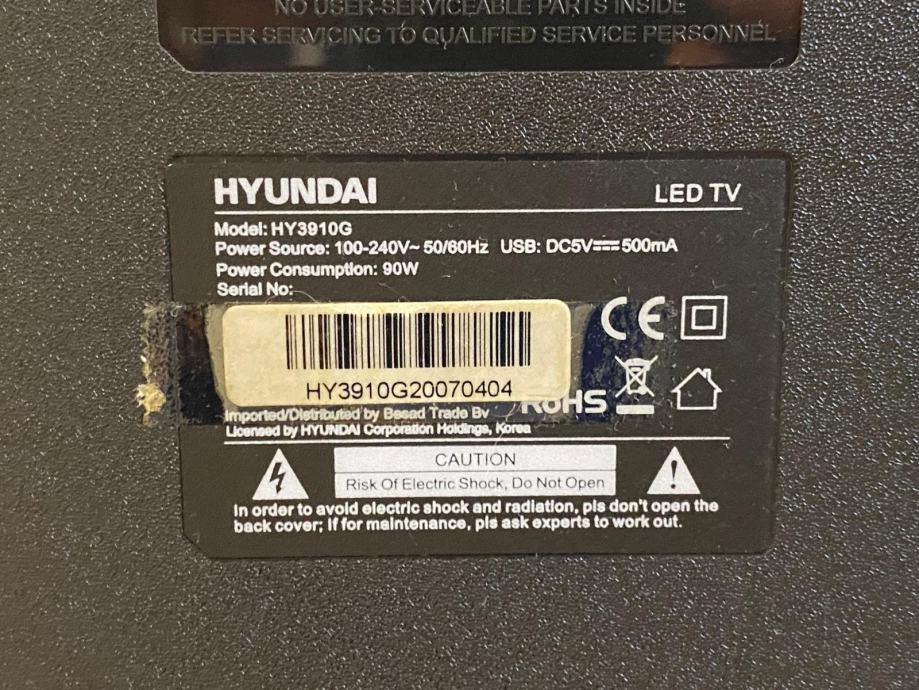 NO USER-SERVICEABLE PARTS INSIDE
REFER SERVICING TO QUALIFIED SERVICE PERSONNEL
HYUNDAI LED TV
Model: HY3910G
Power Source: 100-240V~ 50/60Hz USB: DC5V⎓500mA
Power Consumption: 90W
Serial No:
HY3910G20070404
CE
RoHS
Imported/Distributed by Besad Trade Bv
Licensed by HYUNDAI Corporation Holdings, Korea
CAUTION
Risk Of Electric Shock, Do Not Open
In order to avoid electric shock and radiation, pls don't open the
back cover; if for maintenance, pls ask experts to work out.